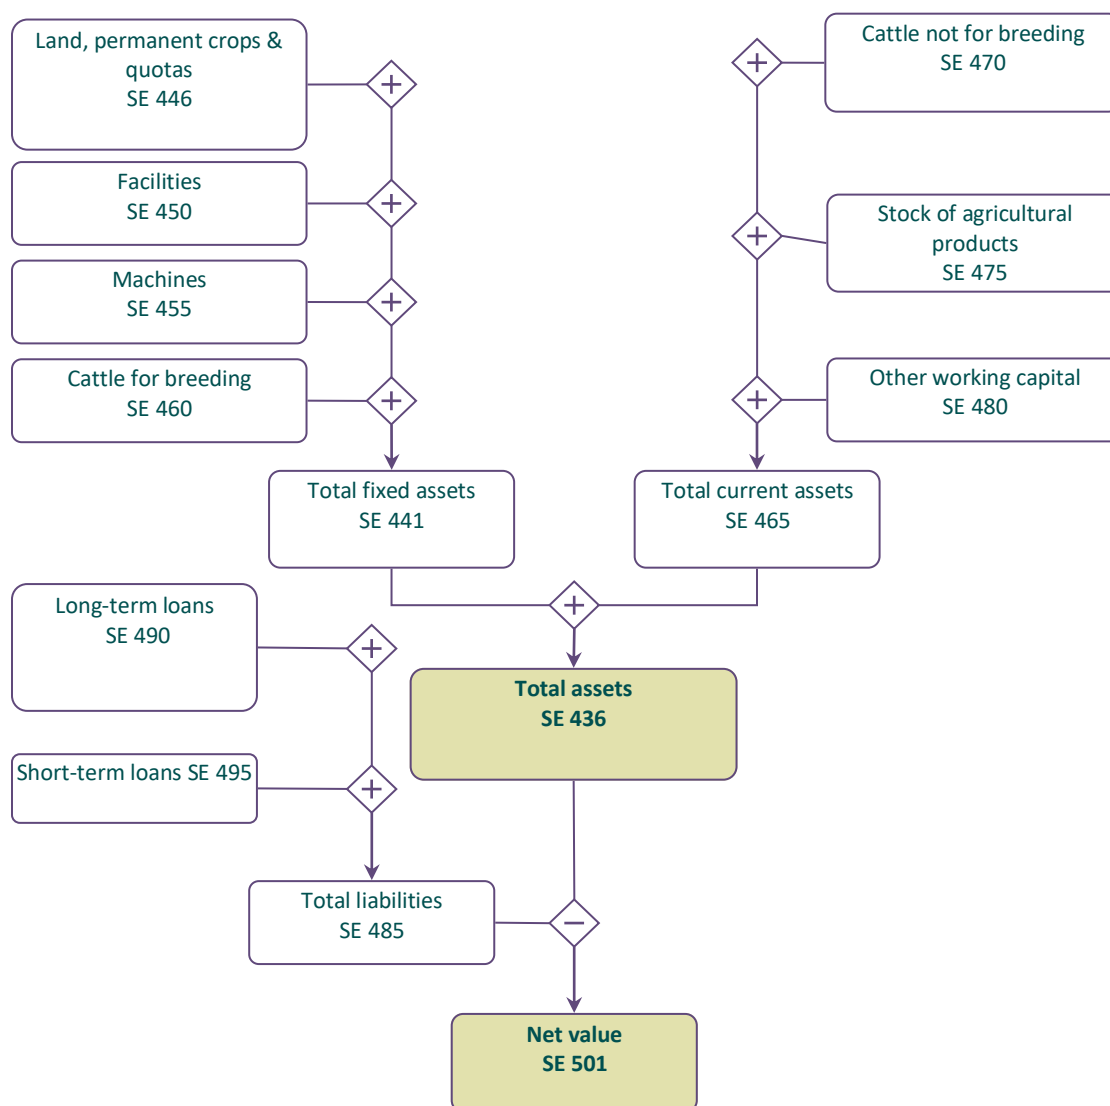 Land, permanent crops &
quotas
SE 446
Facilities
SE 450
Machines
SE 455
Cattle for breeding
SE 460
Cattle not for breeding
SE 470
Stock of agricultural
products
SE 475
Other working capital
SE 480
Total fixed assets
SE 441
Total current assets
SE 465
Long-term loans
SE 490
Short-term loans SE 495
Total assets
SE 436
Total liabilities
SE 485
Net value
SE 501